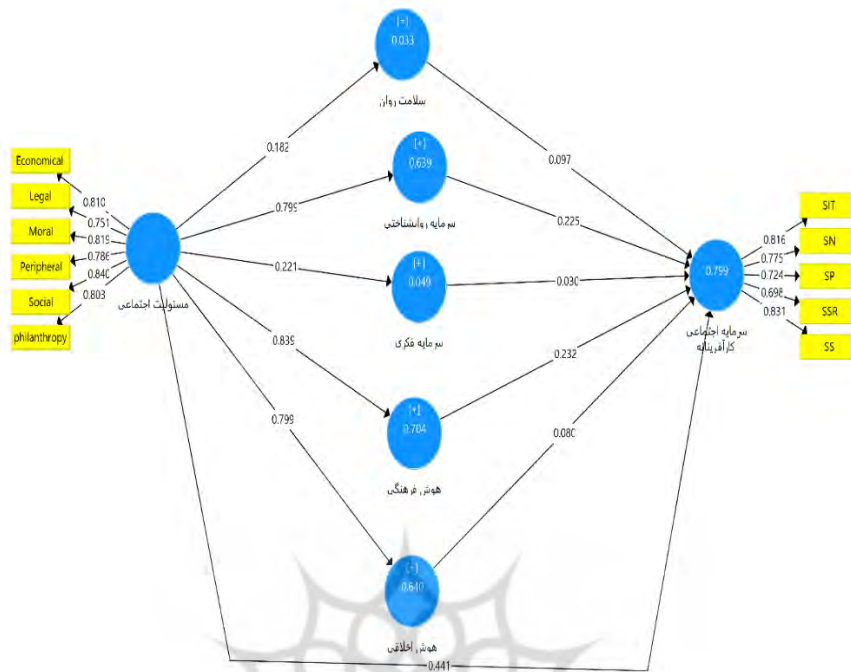 [+]
0.033
سلامت روان
0.182
0.097
[+]
0.639
سرمایه روانشناختی
0.799
0.225
Economical
Legal
Moral
Peripheral
Social
philanthropy
0.810
0.751
0.819
0.786
0.840
0.803
مسئولیت اجتماعی
0.221
[+]
0.049
سرمایه فکری
0.030
0.799
سرمایه اجتماعی
کارآفرینانه
0.816
0.775
0.724
0.698
0.831
SIT
SN
SP
SSR
SS
0.839
[+]
0.704
هوش فرهنگی
0.232
0.799
[+]
0.640
هوش اخلاقی
0.080
0.441